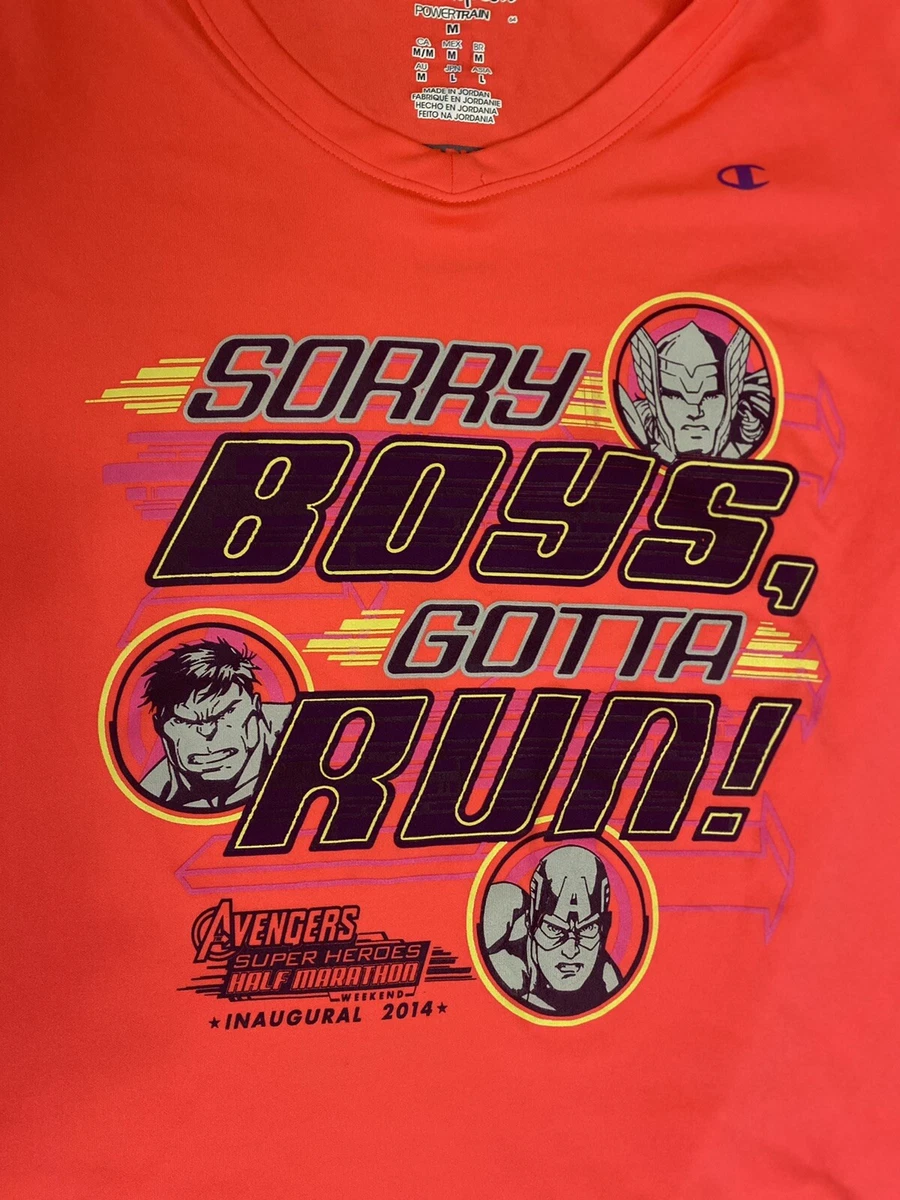 POWERTRAIN
M
CA MEX BR
M/M M M
AU JPN ASIA
M L L
MADE IN JORDAN
FABRIQUÉ EN JORDANIE
HECHO EN JORDANIA
FEITO NA JORDANIA
SORRY
BOYS,
GOTTA
RUN!
A
AVENGERS
SUPER HEROES
HALF MARATHON
WEEKEND
★INAUGURAL 2014★